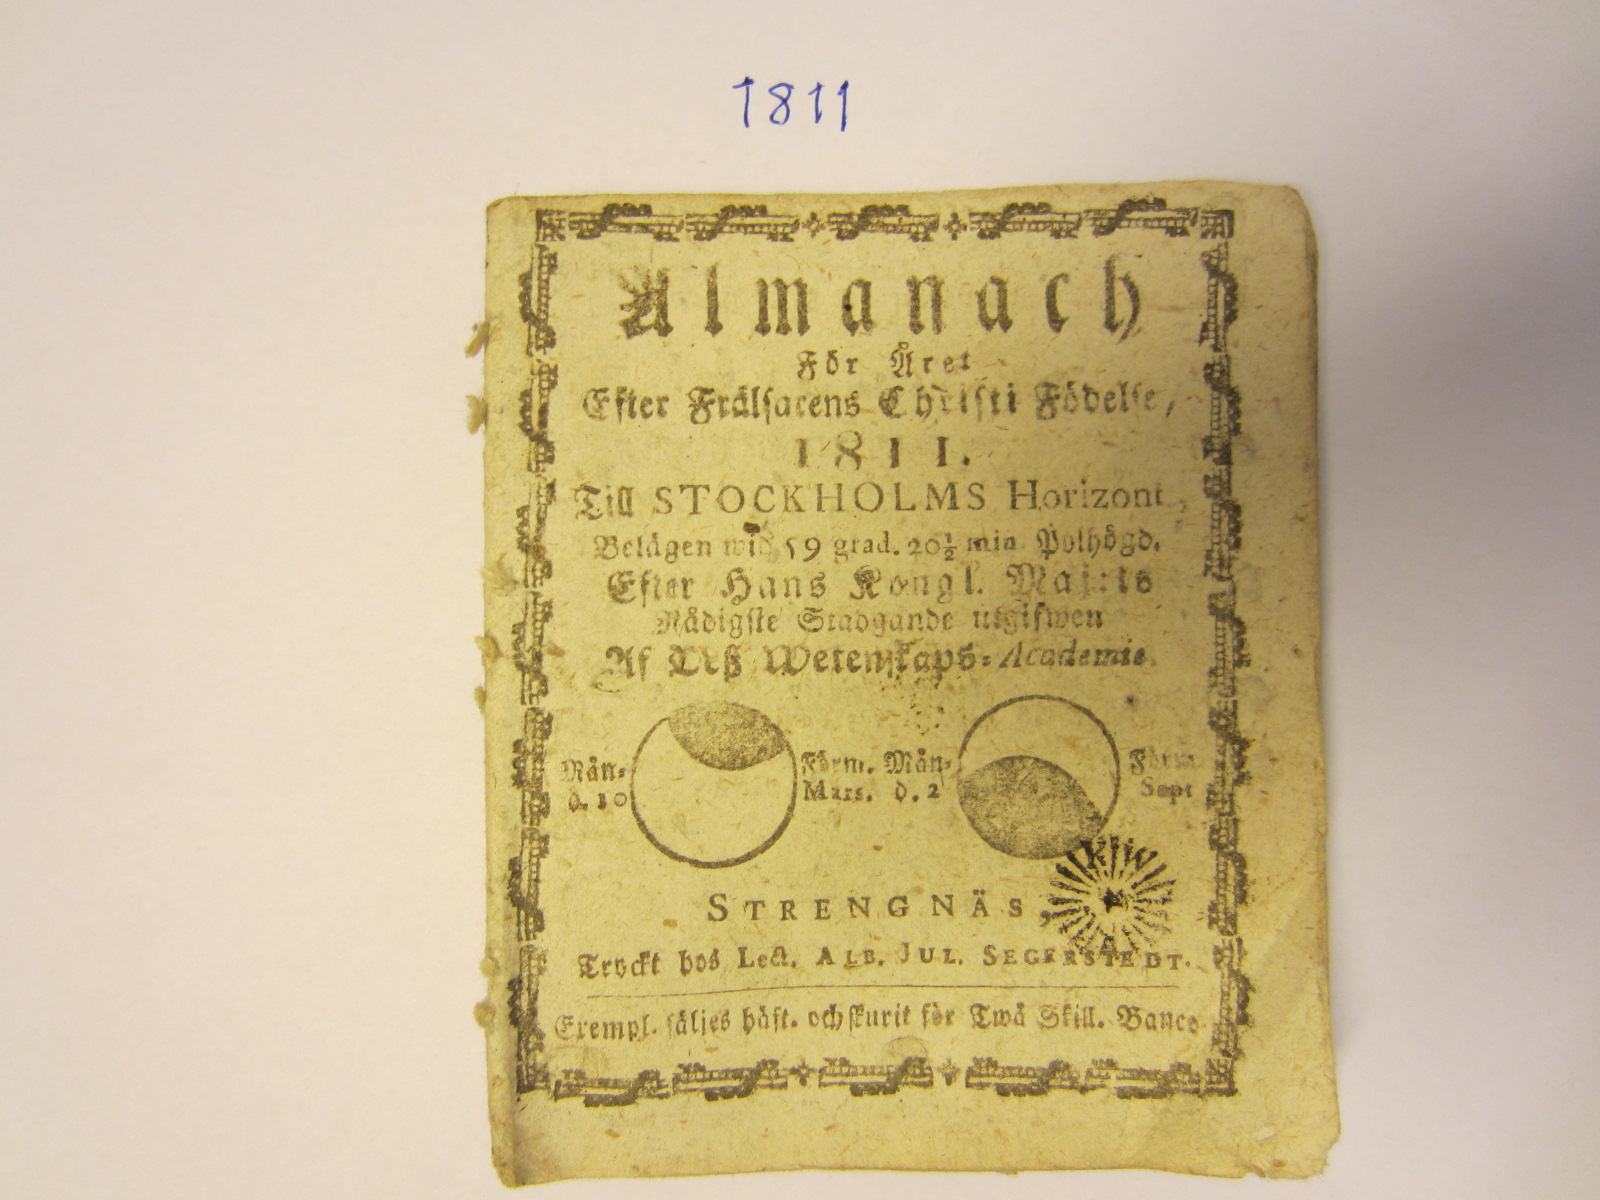 1811
Almanach
För Året
Efter Frälsarens Christi Födelse,
1811.
Till STOCKHOLMS Horizont,
Belägen wid 59 grad. 20½ min. Polhögd.
Efter Hans Kongl. Maj:ts
Nådigste Stadgande utgifwen
Af Deß Wetenskaps-Academie.
Mån- Förm. Mån- Förm.
d. 10 Mars. d. 2 Sept
STRENGNÄS,
Tryckt hos Lect. ALB. JUL. SEGERSTEDT.
Exempl. säljes häft. och skurit för Twå Skill. Banco